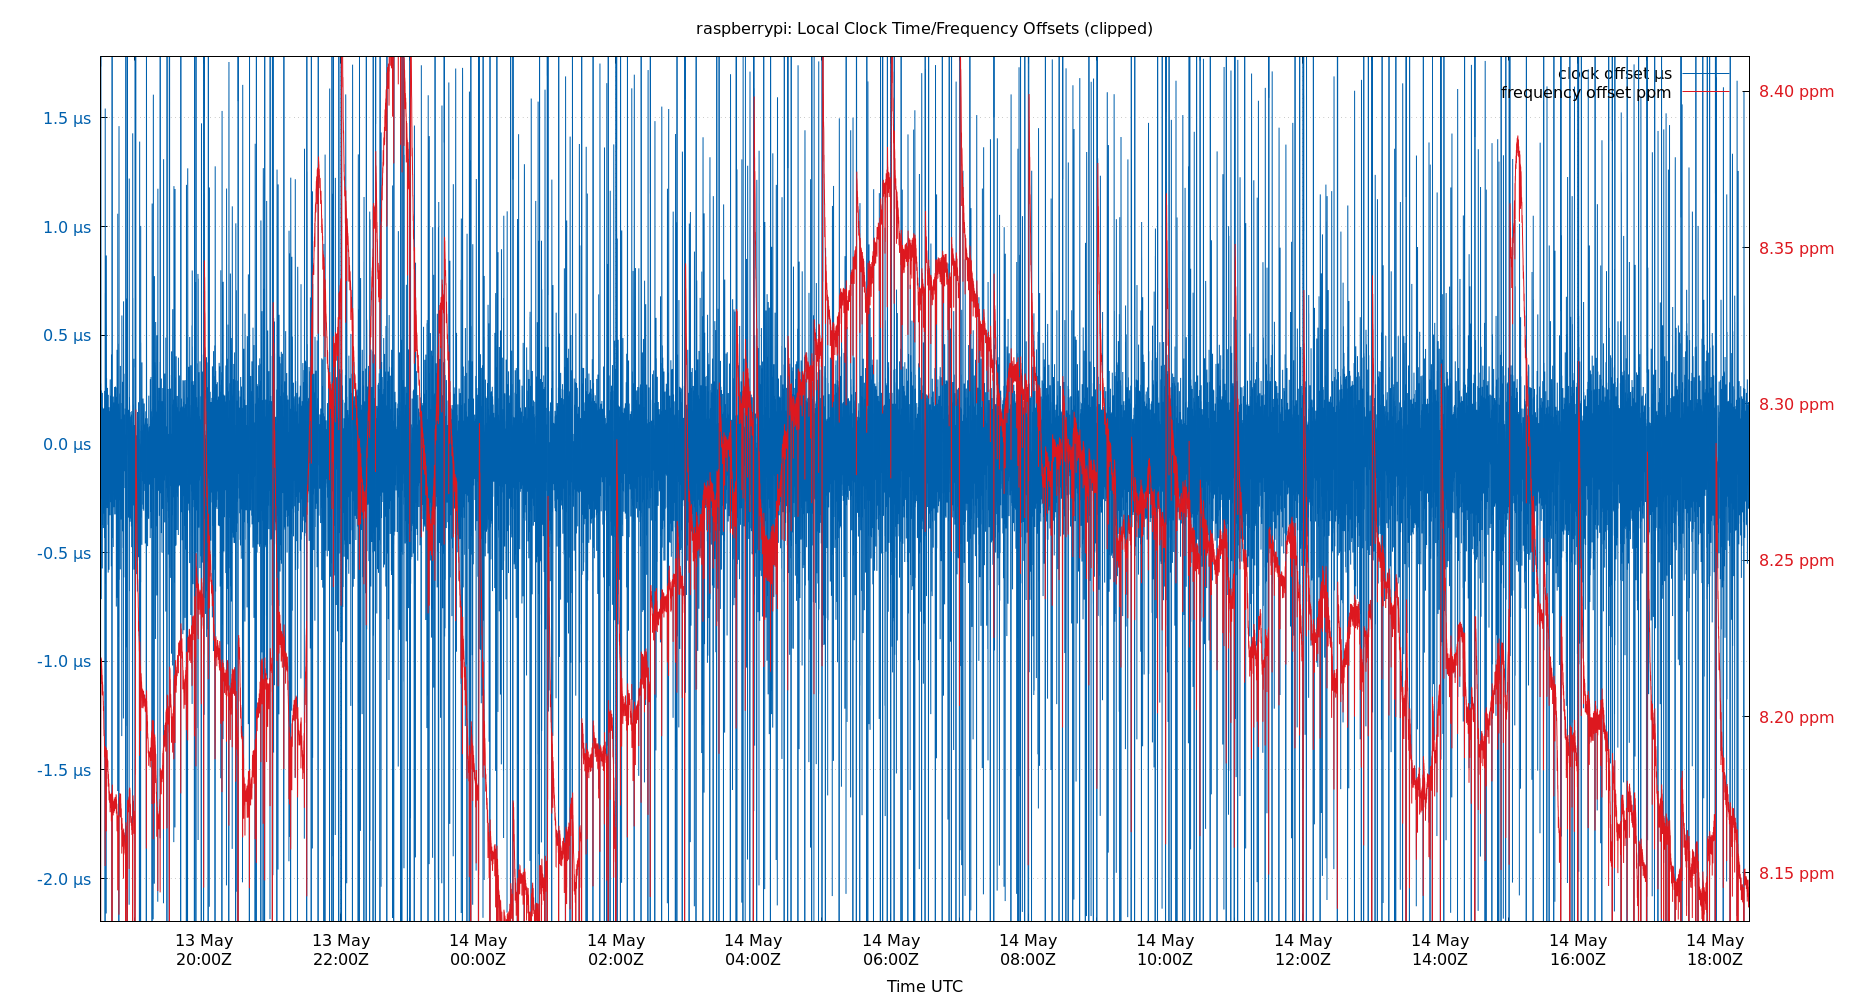 raspberrypi: Local Clock Time/Frequency Offsets (clipped)
clock offset µs
frequency offset ppm
1.5 µs
1.0 µs
0.5 µs
0.0 µs
-0.5 µs
-1.0 µs
-1.5 µs
-2.0 µs
8.40 ppm
8.35 ppm
8.30 ppm
8.25 ppm
8.20 ppm
8.15 ppm
13 May
20:00Z
13 May
22:00Z
14 May
00:00Z
14 May
02:00Z
14 May
04:00Z
14 May
06:00Z
14 May
08:00Z
14 May
10:00Z
14 May
12:00Z
14 May
14:00Z
14 May
16:00Z
14 May
18:00Z
Time UTC